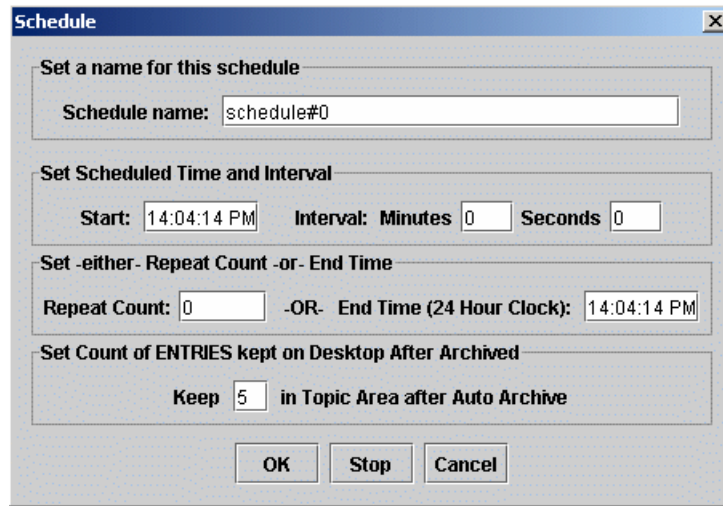 Schedule
Set a name for this schedule
Schedule name: schedule#0
Set Scheduled Time and Interval
Start: 14:04:14 PM Interval: Minutes 0 Seconds 0
Set -either- Repeat Count -or- End Time
Repeat Count: 0 -OR- End Time (24 Hour Clock): 14:04:14 PM
Set Count of ENTRIES kept on Desktop After Archived
Keep 5 in Topic Area after Auto Archive
OK Stop Cancel